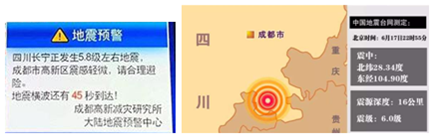 地震预警
四川长宁正发生5.8级左右地震,
成都市高新区震感轻微, 请合理避
险。
地震横波还有 45 秒到达!
成都高新减灾研究所
大陆地震预警中心
四
川
成都市
重
庆
贵
州
中国地震台网测定:
北京时间: 6月17日22时55分
震中:
北纬28.34度
东经104.90度
震源深度: 16公里
震级: 6.0级